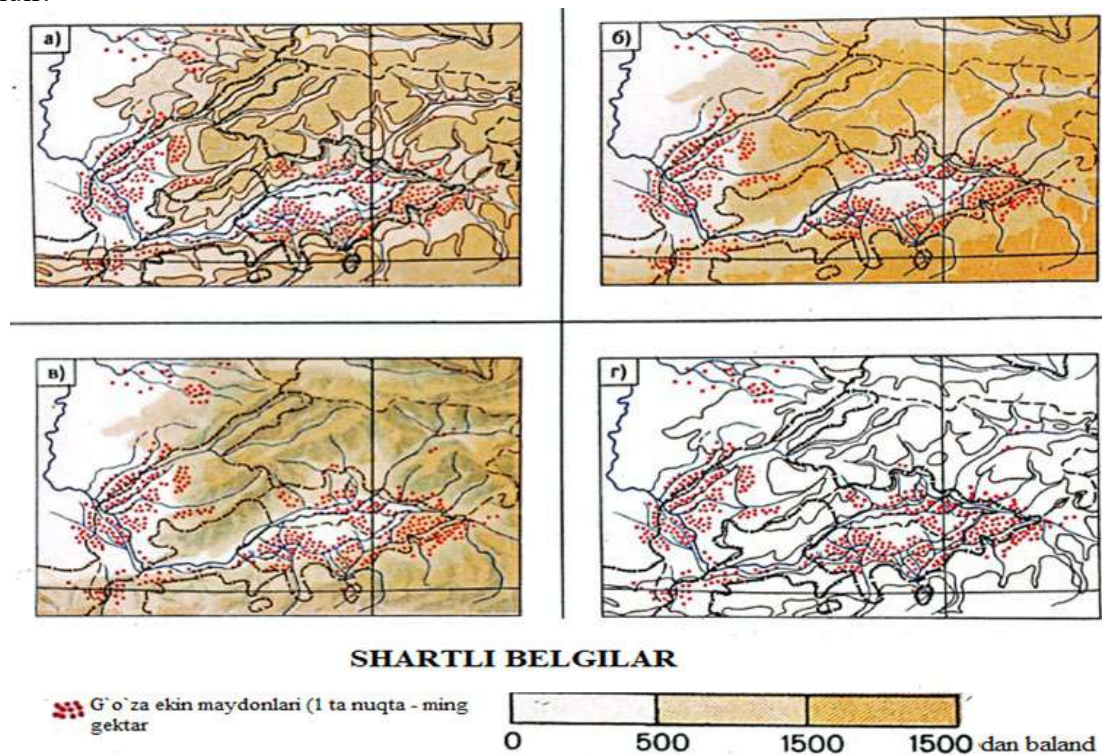 а)
б)
в)
г)
SHARTLI BELGILAR
G`o`za ekin maydonlari (1 ta nuqta - ming
gektar
0 500 1500 1500 dan baland